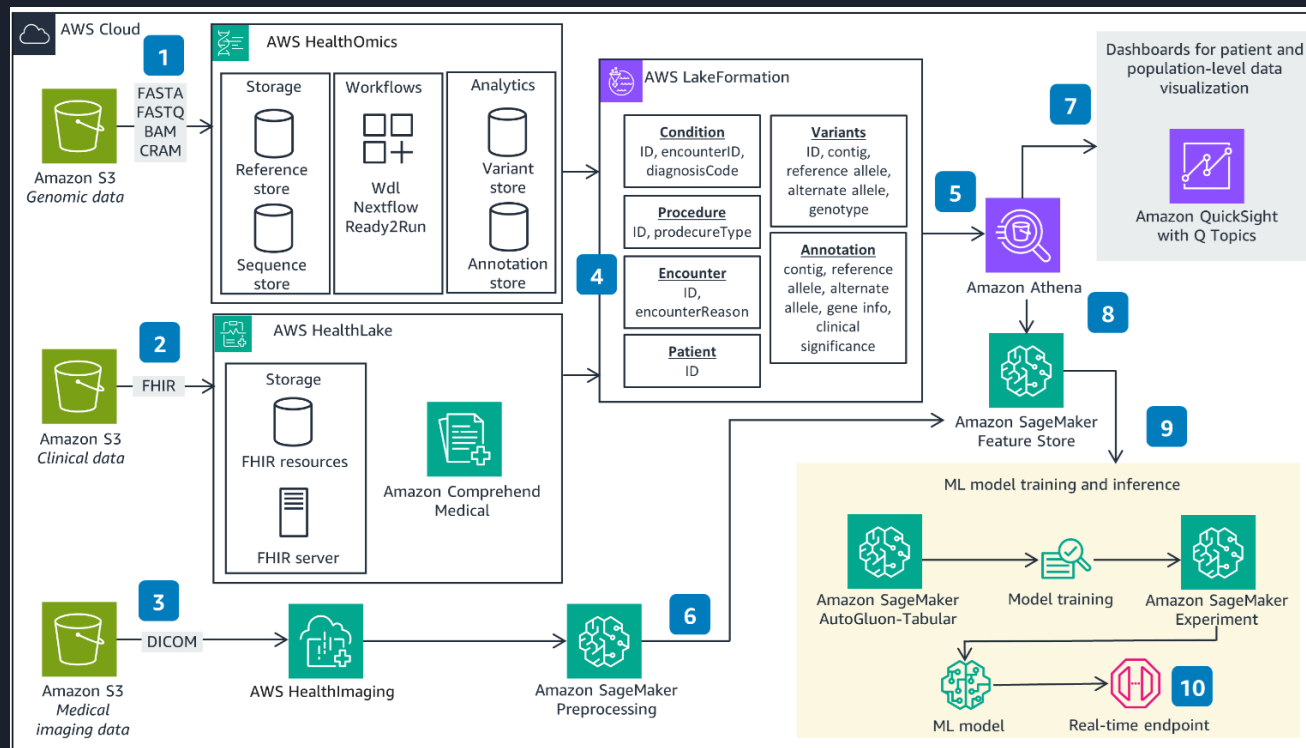 AWS Cloud
1
FASTA
FASTQ
BAM
CRAM
Amazon S3
Genomic data
AWS HealthOmics
Storage
Reference
store
Sequence
store
Workflows
Wdl
Nextflow
Ready2Run
Analytics
Variant
store
Annotation
store
2
FHIR
Amazon S3
Clinical data
AWS HealthLake
Storage
FHIR resources
FHIR server
Amazon Comprehend
Medical
3
DICOM
Amazon S3
Medical
imaging data
AWS HealthImaging
Amazon SageMaker
Preprocessing
6
4
AWS LakeFormation
Condition
ID, encounterID,
diagnosisCode
Procedure
ID, prodecureType
Encounter
ID,
encounterReason
Patient
ID
Variants
ID, contig,
reference allele,
alternate allele,
genotype
Annotation
contig, reference
allele, alternate
allele, gene info,
clinical
significance
5
Amazon Athena
7
Dashboards for patient and
population-level data
visualization
Amazon QuickSight
with Q Topics
8
Amazon SageMaker
Feature Store
9
ML model training and inference
Amazon SageMaker
AutoGluon-Tabular
Model training
Amazon SageMaker
Experiment
ML model
10
Real-time endpoint